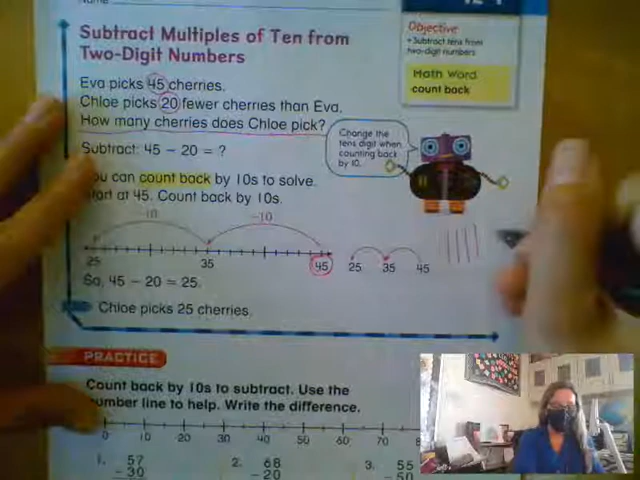 Subtract Multiples of Ten from
Two-Digit Numbers
Objective
Subtract tens from
two-digit numbers
Math Word
count back
Eva picks 45 cherries.
Chloe picks 20 fewer cherries than Eva.
How many cherries does Chloe pick?
Change the
tens digit when
counting back
by 10.
Subtract: 45 − 20 = ?
You can count back by 10s to solve.
Start at 45. Count back by 10s.
−10 −10
25 35 45
25 35 45
So, 45 − 20 = 25.
Chloe picks 25 cherries.
PRACTICE
Count back by 10s to subtract. Use the
number line to help. Write the difference.
0 10 20 30 40 50 60 70
1. 57 2. 68 3. 55
− 30 − 20 − 50